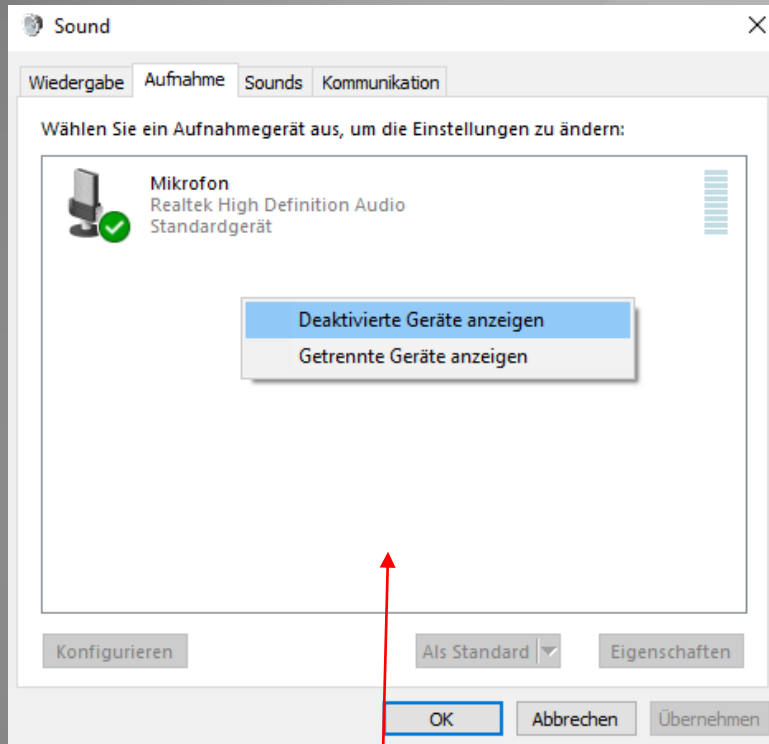 Sound
Wiedergabe Aufnahme Sounds Kommunikation
Wählen Sie ein Aufnahmegerät aus, um die Einstellungen zu ändern:
Mikrofon
Realtek High Definition Audio
Standardgerät
Deaktivierte Geräte anzeigen
Getrennte Geräte anzeigen
Konfigurieren Als Standard Eigenschaften
OK Abbrechen Übernehmen